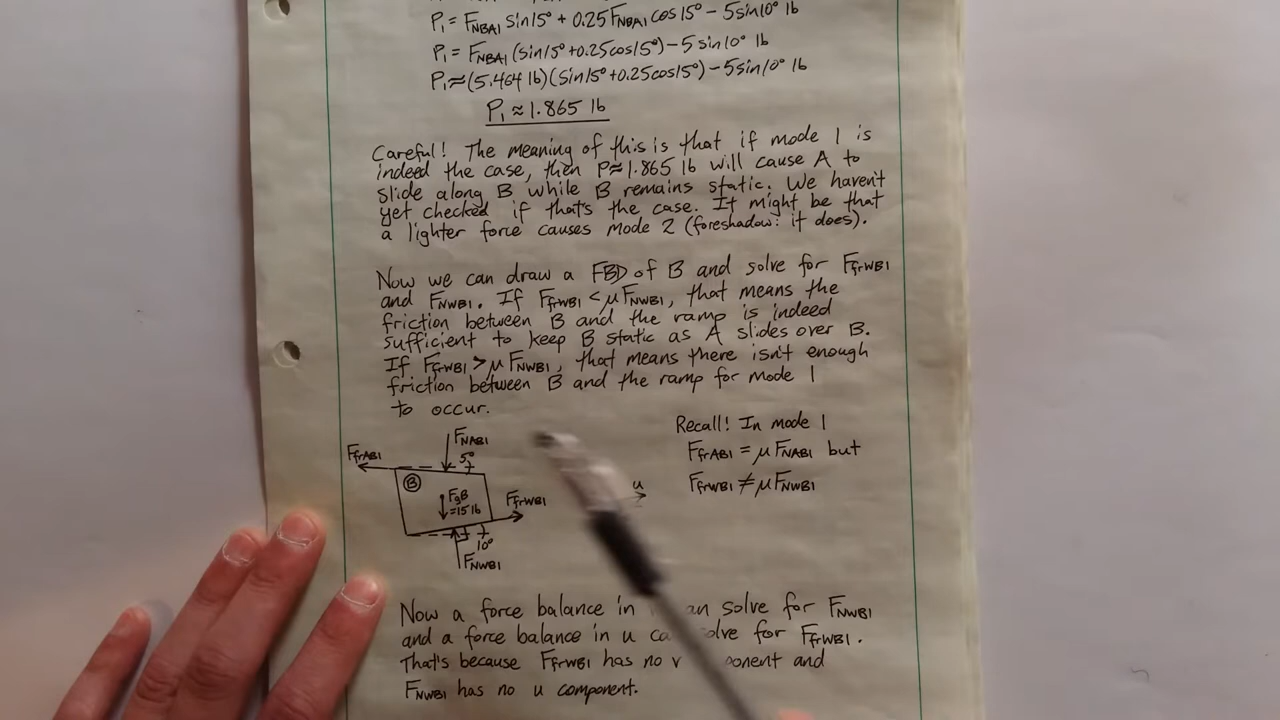 P₁ = F_NBA1 sin15° + 0.25 F_NBA1 cos15° − 5sin10° lb
P₁ = F_NBA1 (sin15° + 0.25cos15°) − 5 sin10° lb
P₁ ≈ (5.464 lb)(sin15° + 0.25cos15°) − 5sin10° lb
P₁ ≈ 1.865 lb
Careful! The meaning of this is that if mode 1 is
indeed the case, then P≈1.865 lb will cause A to
slide along B while B remains static. We haven't
yet checked if that's the case. It might be that
a lighter force causes mode 2 (foreshadow: it does).
Now we can draw a FBD of B and solve for F_frWB1
and F_NWB1. If F_frWB1 < μF_NWB1, that means the
friction between B and the ramp is indeed
sufficient to keep B static as A slides over B.
If F_frWB1 > μF_NWB1, that means there isn't enough
friction between B and the ramp for mode 1
to occur.
Recall! In mode 1
F_frAB1 = μF_NAB1 but
F_frWB1 ≠ μF_NWB1
F_NAB1
F_frAB1
5°
B
F_gB
=15 lb
F_frWB1
10°
F_NWB1
u
Now a force balance in can solve for F_NWB1
and a force balance in u solve for F_frWB1.
That's because F_frWB1 has no v and
F_NWB1 has no u component.